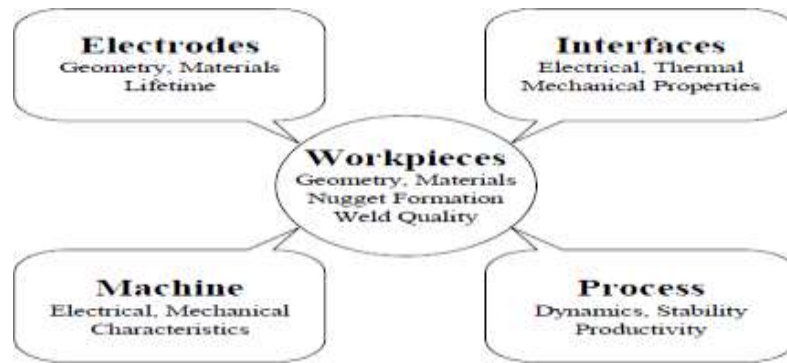 Electrodes
Geometry, Materials
Lifetime
Interfaces
Electrical, Thermal
Mechanical Properties
Workpieces
Geometry, Materials
Nugget Formation
Weld Quality
Machine
Electrical, Mechanical
Characteristics
Process
Dynamics, Stability
Productivity